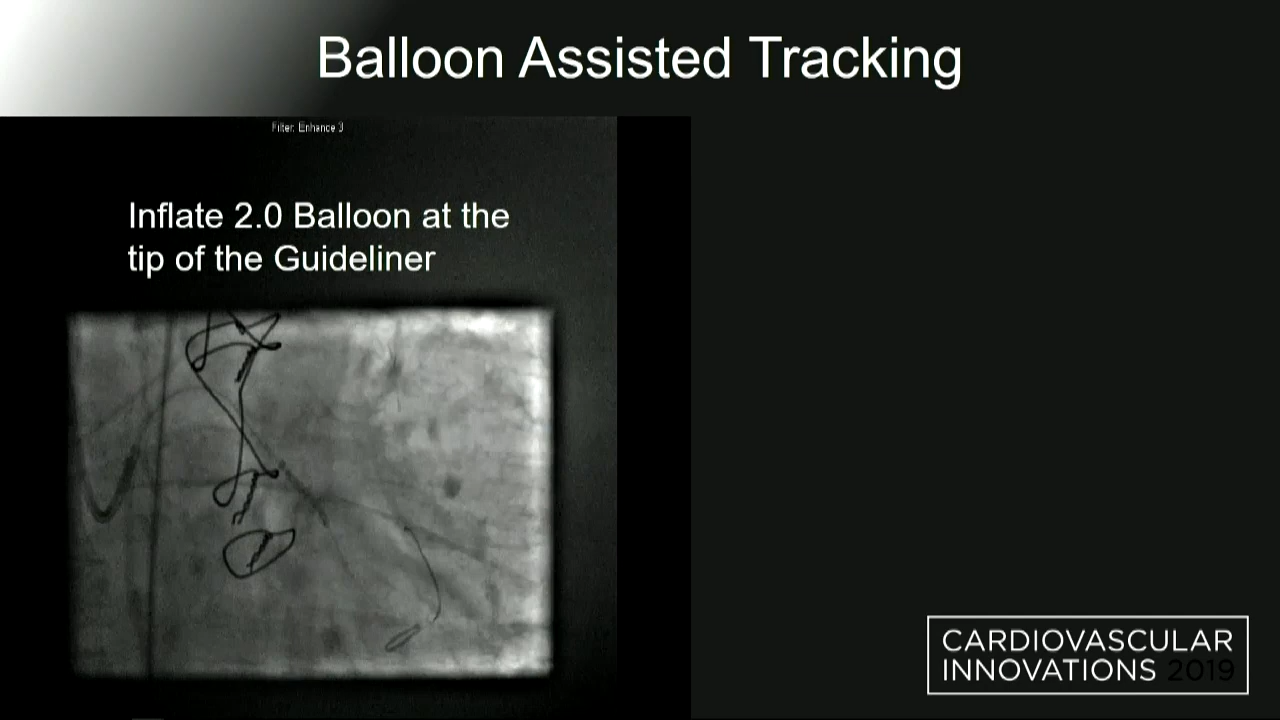 Balloon Assisted Tracking
Filter: Enhance 3
Inflate 2.0 Balloon at the
tip of the Guideliner
CARDIOVASCULAR
INNOVATIONS 2019